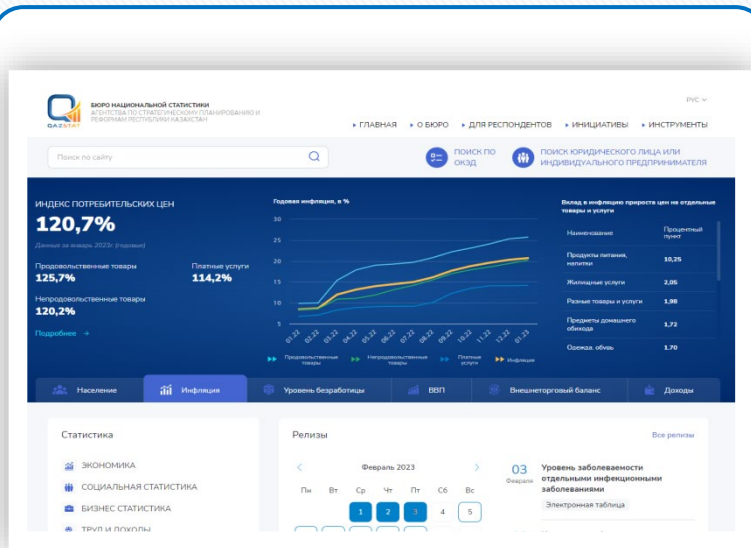 QAZSTAT
БЮРО НАЦИОНАЛЬНОЙ СТАТИСТИКИ
АГЕНТСТВА ПО СТРАТЕГИЧЕСКОМУ ПЛАНИРОВАНИЮ И
РЕФОРМАМ РЕСПУБЛИКИ КАЗАХСТАН
РУС
ГЛАВНАЯ О БЮРО ДЛЯ РЕСПОНДЕНТОВ ИНИЦИАТИВЫ ИНСТРУМЕНТЫ
Поиск по сайту
ПОИСК ПО
ОКЭД
ПОИСК ЮРИДИЧЕСКОГО ЛИЦА ИЛИ
ИНДИВИДУАЛЬНОГО ПРЕДПРИНИМАТЕЛЯ
ИНДЕКС ПОТРЕБИТЕЛЬСКИХ ЦЕН
120,7%
Данные за январь 2023г. (годовые)
Продовольственные товары
125,7%
Платные услуги
114,2%
Непродовольственные товары
120,2%
Подробнее →
Годовая инфляция, в %
30
25
20
15
10
5
01.22 02.22 03.22 04.22 05.22 06.22 07.22 08.22 09.22 10.22 11.22 12.22 01.23
Продовольственные товары
Непродовольственные товары
Платные услуги
Инфляция
Вклад в инфляцию прироста цен на отдельные
товары и услуги
Наименование Процентный пункт
Продукты питания, напитки 10,25
Жилищные услуги 2,05
Разные товары и услуги 1,98
Предметы домашнего обихода 1,72
Одежда, обувь 1,70
Население Инфляция Уровень безработицы ВВП Внешнеторговый баланс Доходы
Статистика
ЭКОНОМИКА
СОЦИАЛЬНАЯ СТАТИСТИКА
БИЗНЕС СТАТИСТИКА
ТРУД И ДОХОДЫ
Релизы
Все релизы
Февраль 2023
Пн Вт Ср Чт Пт Сб Вс
1 2 3 4 5
03
Февраля
Уровень заболеваемости
отдельными инфекционными
заболеваниями
Электронная таблица